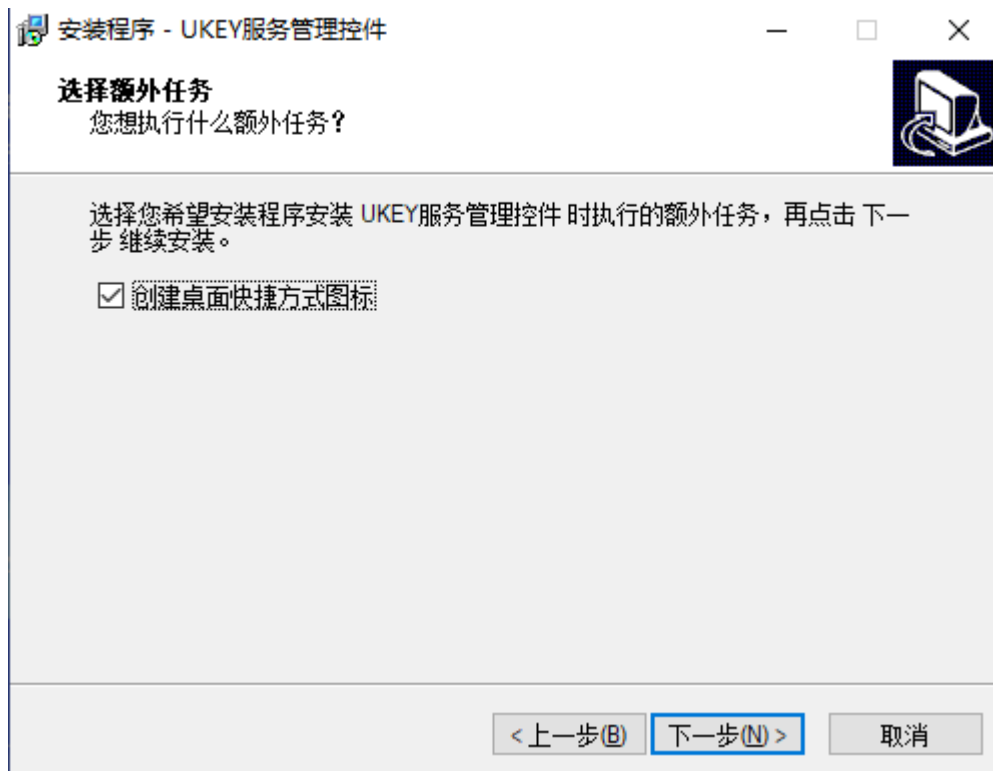 安装程序 - UKEY服务管理控件
选择额外任务
您想执行什么额外任务?
选择您希望安装程序安装 UKEY服务管理控件 时执行的额外任务，再点击 下一
步 继续安装。
创建桌面快捷方式图标
<上一步(B) 下一步(N)> 取消